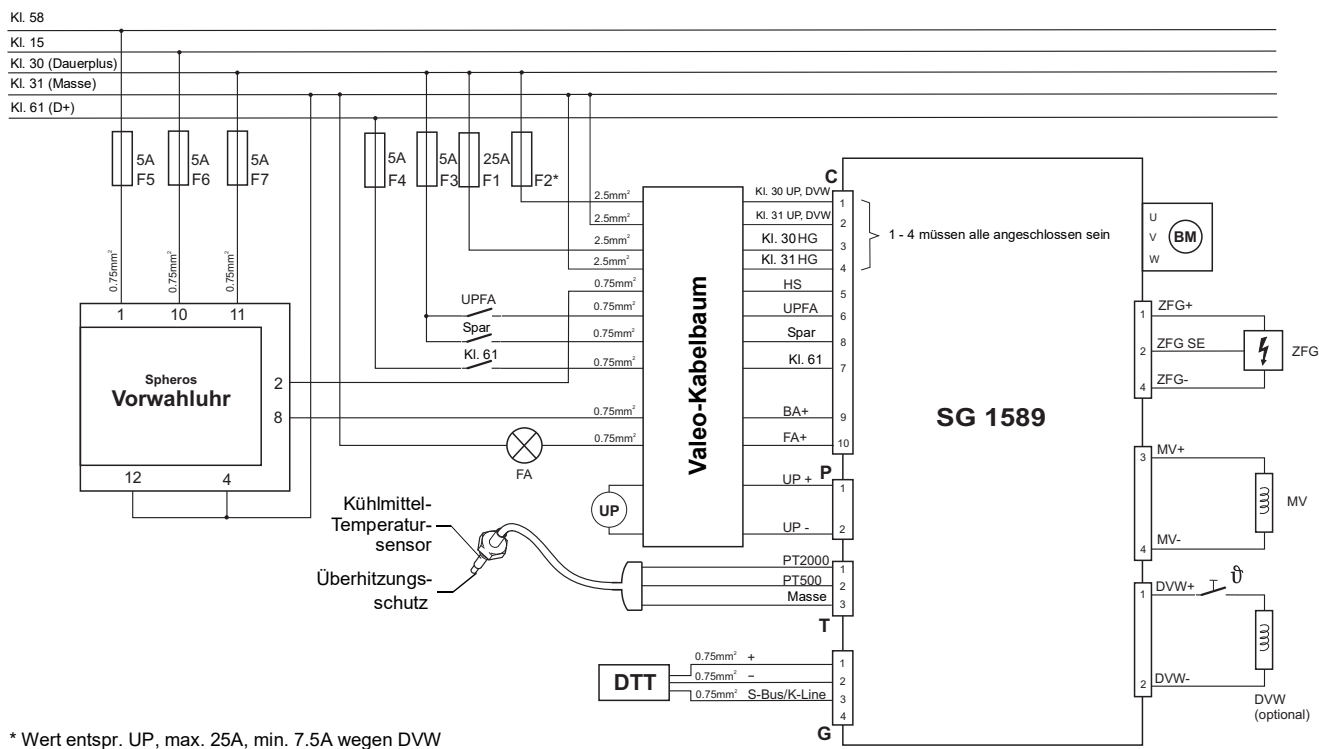 Kl. 58
Kl. 15
Kl. 30 (Dauerplus)
Kl. 31 (Masse)
Kl. 61 (D+)
5A
F5
5A
F6
5A
F7
5A
F4
5A
F3
25A
F1
F2*
0.75mm²
0.75mm²
0.75mm²
1
10
11
Spheros
Vorwahluhr
2
8
12
4
UPFA
Spar
Kl. 61
FA
UP
2.5mm²
2.5mm²
2.5mm²
2.5mm²
0.75mm²
0.75mm²
0.75mm²
0.75mm²
0.75mm²
0.75mm²
Valeo-Kabelbaum
C
Kl. 30 UP, DVW
1
Kl. 31 UP, DVW
2
Kl. 30 HG
3
Kl. 31 HG
4
HS
5
UPFA
6
Spar
8
Kl. 61
7
BA+
9
FA+
10
1 - 4 müssen alle angeschlossen sein
P
UP +
1
UP -
2
Kühlmittel-
Temperatur-
sensor
Überhitzungs-
schutz
PT2000
1
PT500
2
Masse
3
T
DTT
0.75mm² +
1
0.75mm² −
2
0.75mm² S-Bus/K-Line
3
4
G
SG 1589
U
V
W
BM
1
ZFG+
2
ZFG SE
4
ZFG-
ZFG
3
MV+
4
MV-
MV
1
DVW+
ϑ
2
DVW-
DVW
(optional)
* Wert entspr. UP, max. 25A, min. 7.5A wegen DVW